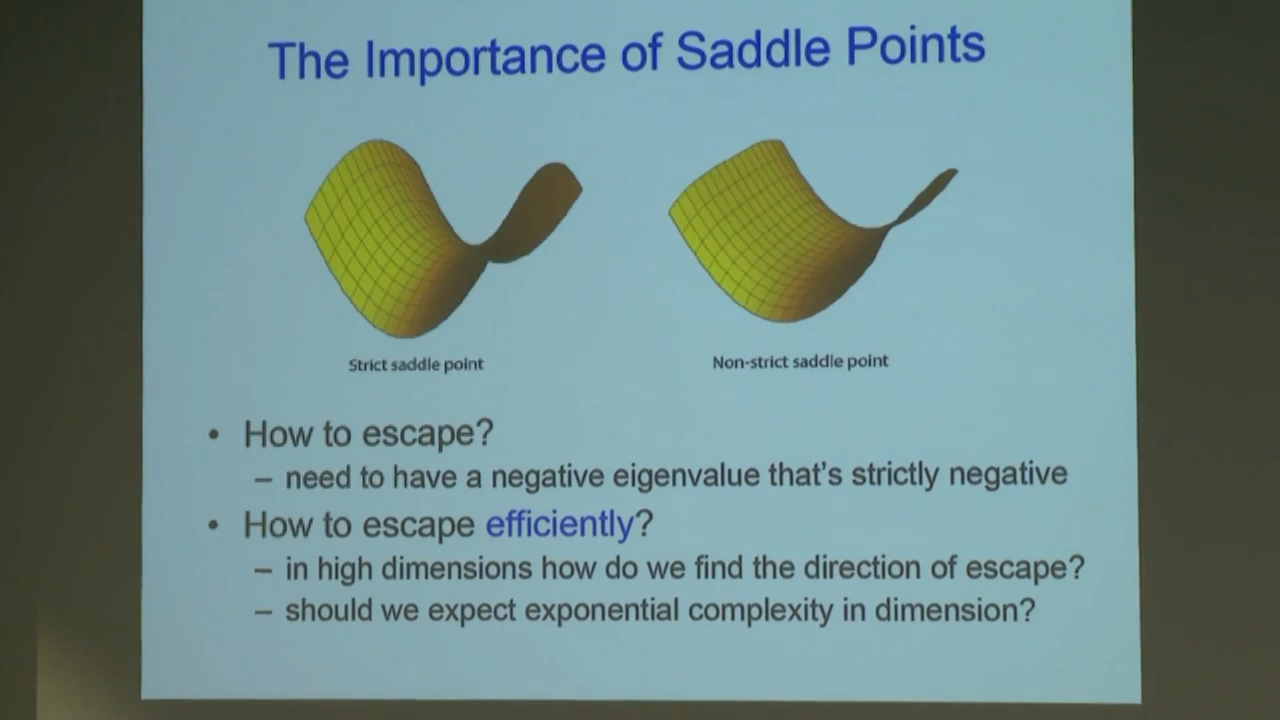 The Importance of Saddle Points
Strict saddle point
Non-strict saddle point
• How to escape?
– need to have a negative eigenvalue that's strictly negative
• How to escape efficiently?
– in high dimensions how do we find the direction of escape?
– should we expect exponential complexity in dimension?